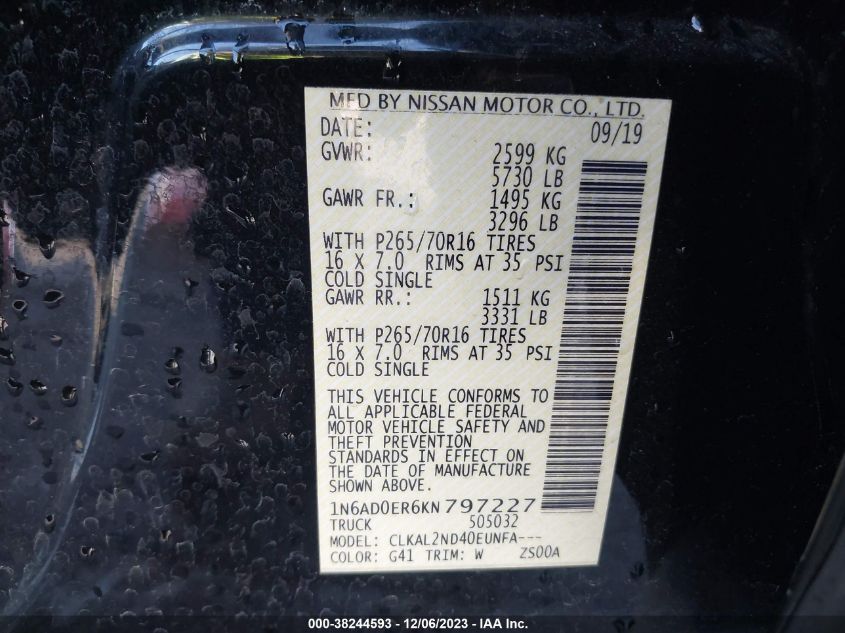 MFD BY NISSAN MOTOR CO., LTD.
DATE: 09/19
GVWR: 2599 KG
5730 LB
GAWR FR.: 1495 KG
3296 LB
WITH P265/70R16 TIRES
16 X 7.0 RIMS AT 35 PSI
COLD SINGLE
GAWR RR.: 1511 KG
3331 LB
WITH P265/70R16 TIRES
16 X 7.0 RIMS AT 35 PSI
COLD SINGLE
THIS VEHICLE CONFORMS TO
ALL APPLICABLE FEDERAL
MOTOR VEHICLE SAFETY AND
THEFT PREVENTION
STANDARDS IN EFFECT ON
THE DATE OF MANUFACTURE
SHOWN ABOVE.
1N6AD0ER6KN797227
TRUCK 505032
MODEL: CLKAL2ND40EUNFA---
COLOR: G41 TRIM: W ZS00A
000-38244593 - 12/06/2023 - IAA Inc.